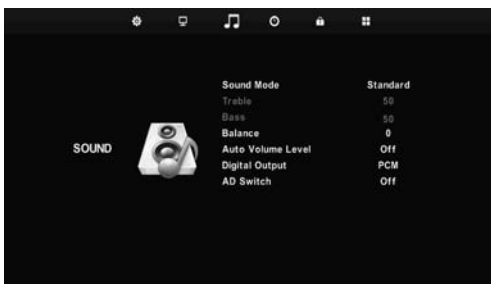 Sound Mode Standard
Treble 50
Bass 50
Balance 0
SOUND
Auto Volume Level Off
Digital Output PCM
AD Switch Off